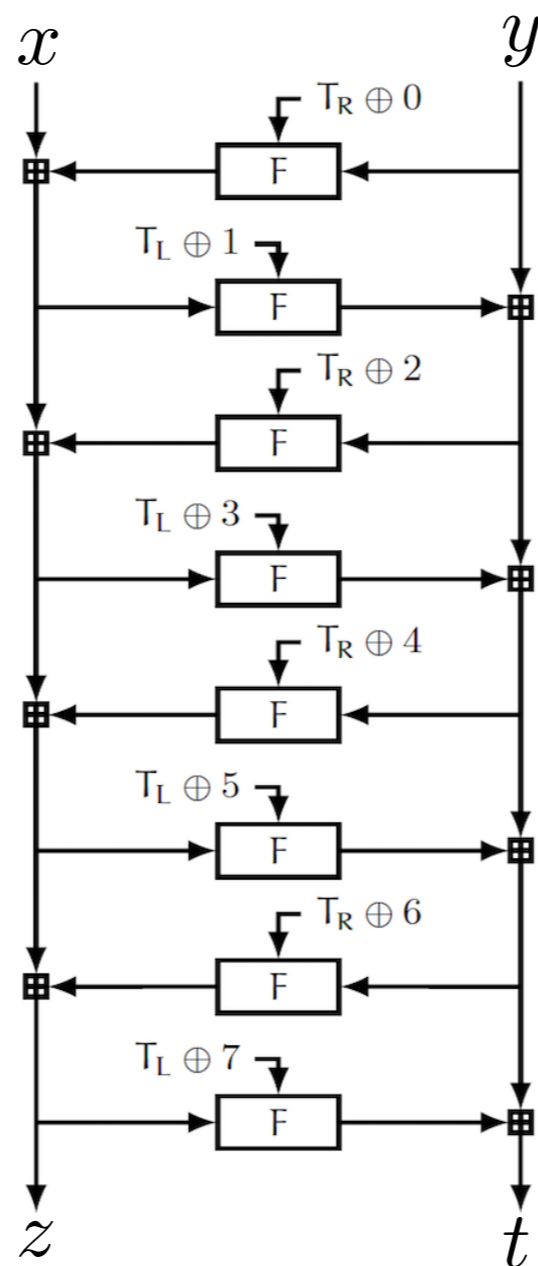 x y
T_R ⊕ 0
F
T_L ⊕ 1
F
T_R ⊕ 2
F
T_L ⊕ 3
F
T_R ⊕ 4
F
T_L ⊕ 5
F
T_R ⊕ 6
F
T_L ⊕ 7
F
z t